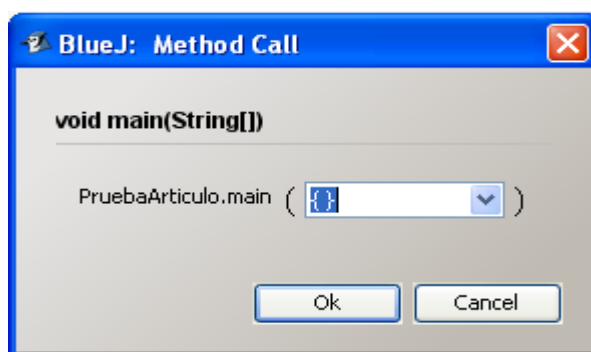 BlueJ: Method Call
void main(String[])
PruebaArticulo.main ( {} )
Ok Cancel